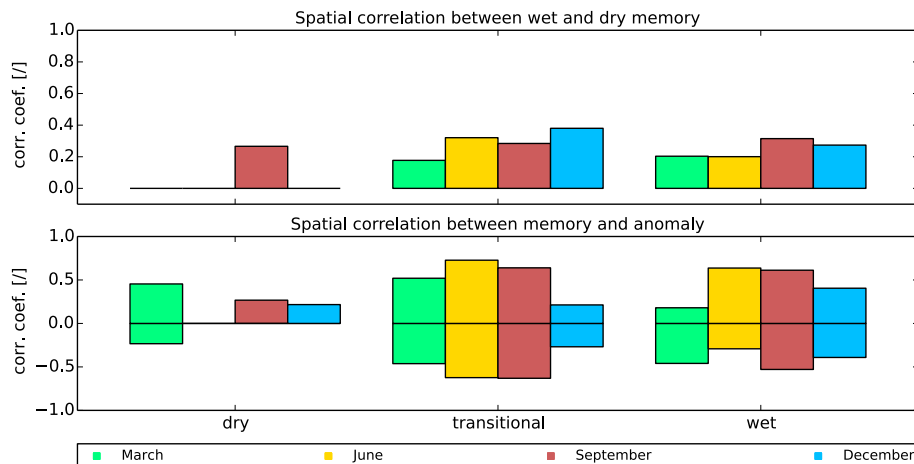 Spatial correlation between wet and dry memory
1.0
0.8
0.6
0.4
0.2
0.0
corr. coef. [/]
Spatial correlation between memory and anomaly
1.0
0.5
0.0
−0.5
−1.0
corr. coef. [/]
dry transitional wet
March June September December